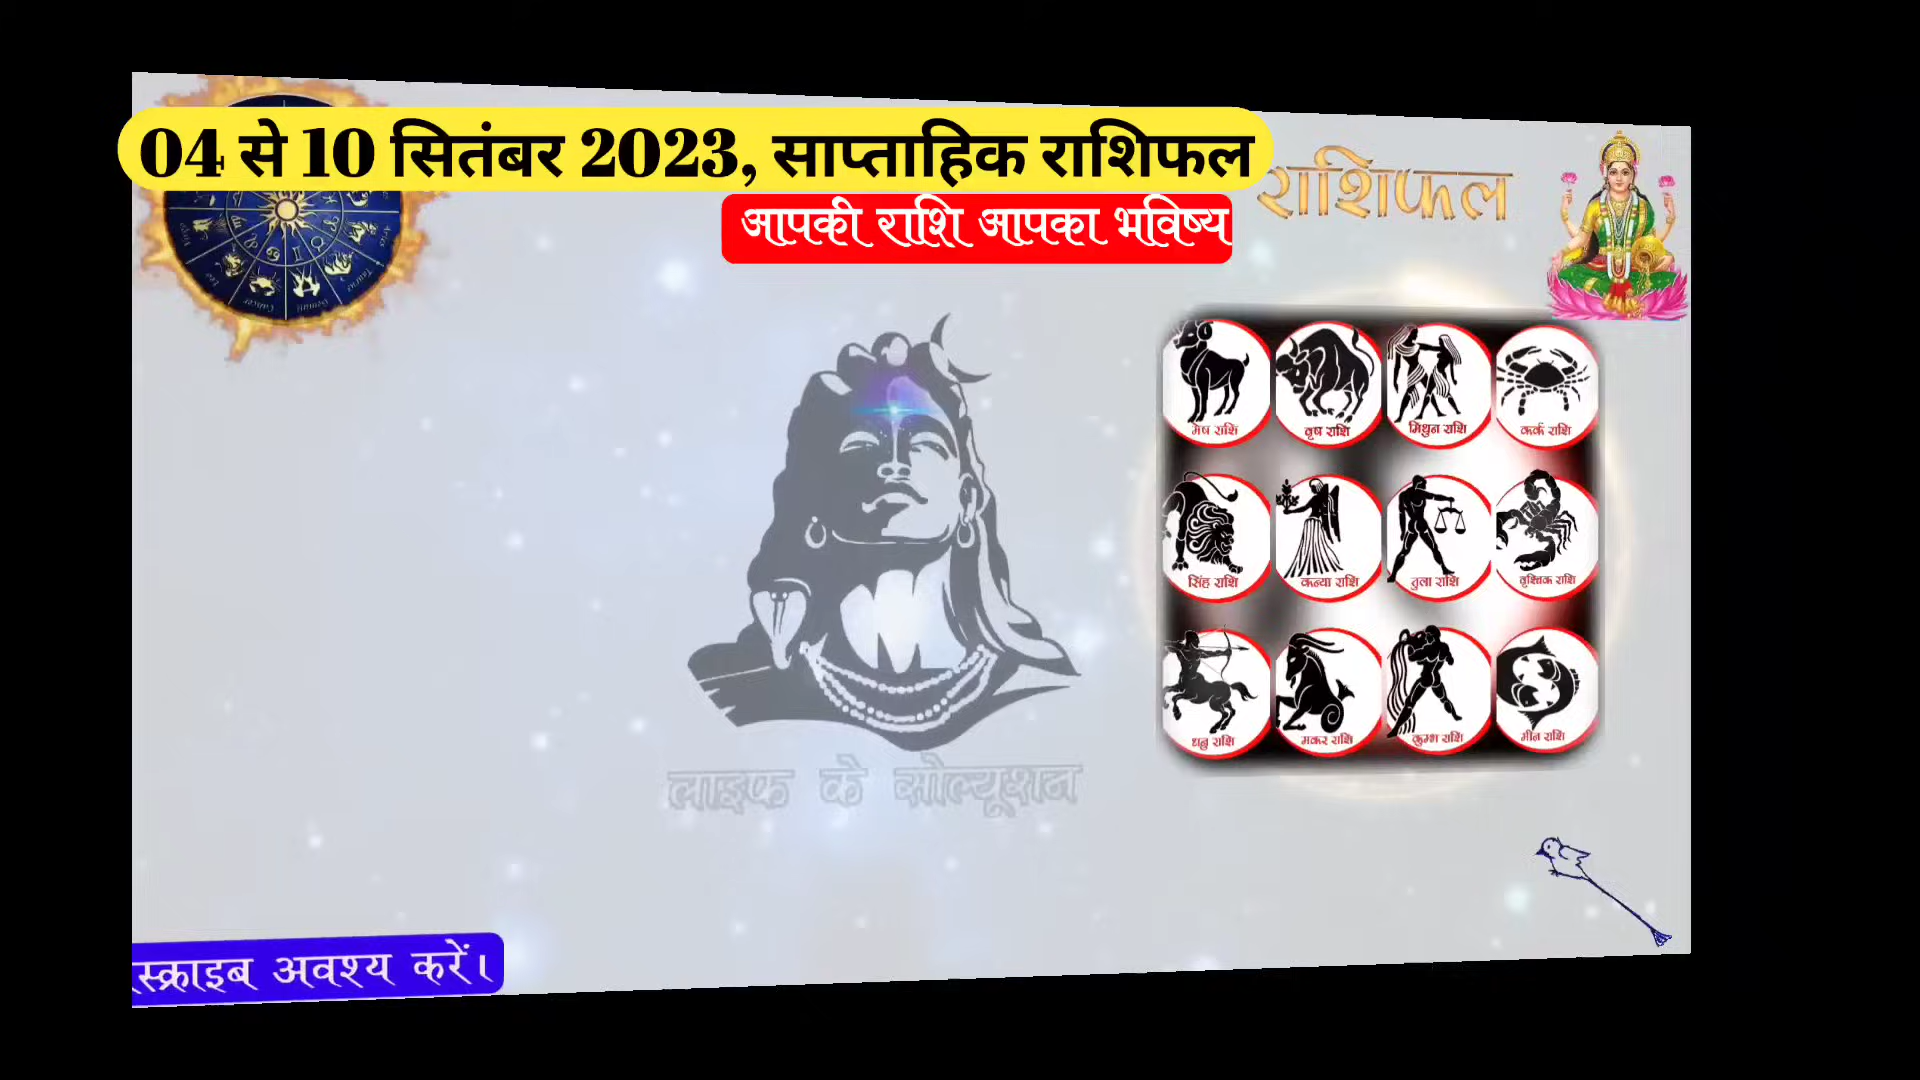 04 से 10 सितंबर 2023, साप्ताहिक राशिफल
राशिफल
आपकी राशि आपका भविष्य
मेष राशि
वृष राशि
मिथुन राशि
कर्क राशि
सिंह राशि
कन्या राशि
तुला राशि
वृश्चिक राशि
धनु राशि
मकर राशि
कुम्भ राशि
मीन राशि
लाइफ के सोल्यूशन
स्क्राइब अवश्य करें।